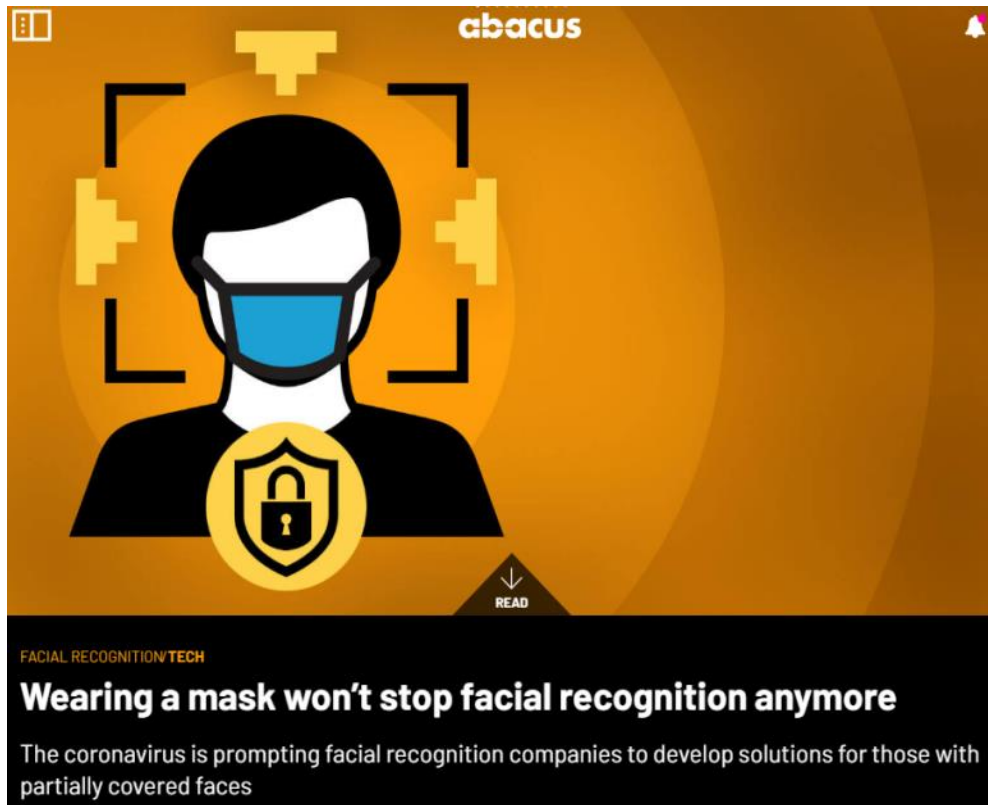 abacus
READ
FACIAL RECOGNITION/TECH
Wearing a mask won't stop facial recognition anymore
The coronavirus is prompting facial recognition companies to develop solutions for those with
partially covered faces